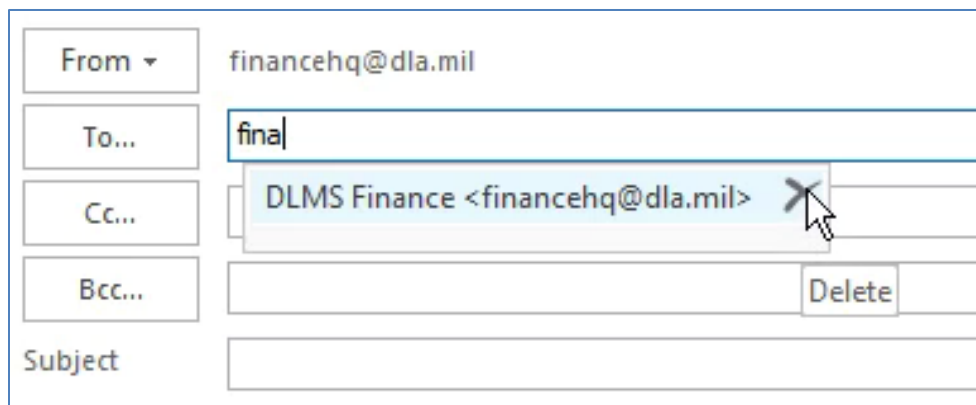 From financehq@dla.mil
To... fina
DLMS Finance <financehq@dla.mil>
Cc...
Bcc...
Delete
Subject